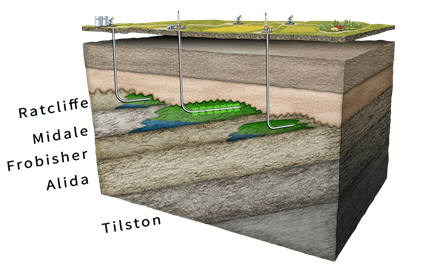 Ratcliffe
Midale
Frobisher
Alida
Tilston